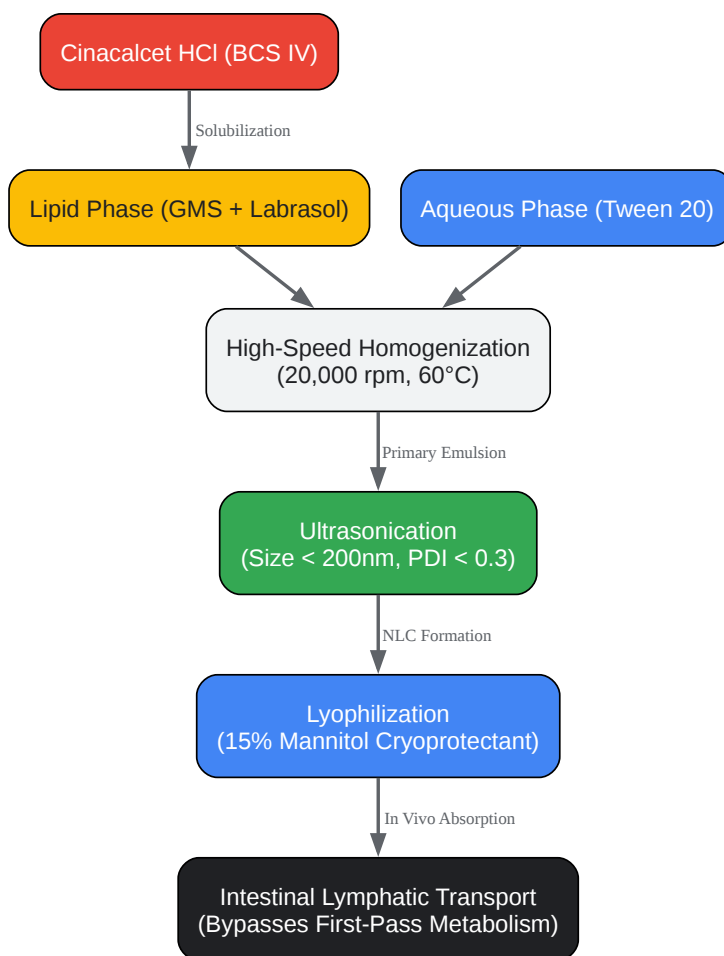 Cinacalcet HCl (BCS IV)
Solubilization
Lipid Phase (GMS + Labrasol)
Aqueous Phase (Tween 20)
High-Speed Homogenization
(20,000 rpm, 60°C)
Primary Emulsion
Ultrasonication
(Size < 200nm, PDI < 0.3)
NLC Formation
Lyophilization
(15% Mannitol Cryoprotectant)
In Vivo Absorption
Intestinal Lymphatic Transport
(Bypasses First-Pass Metabolism)